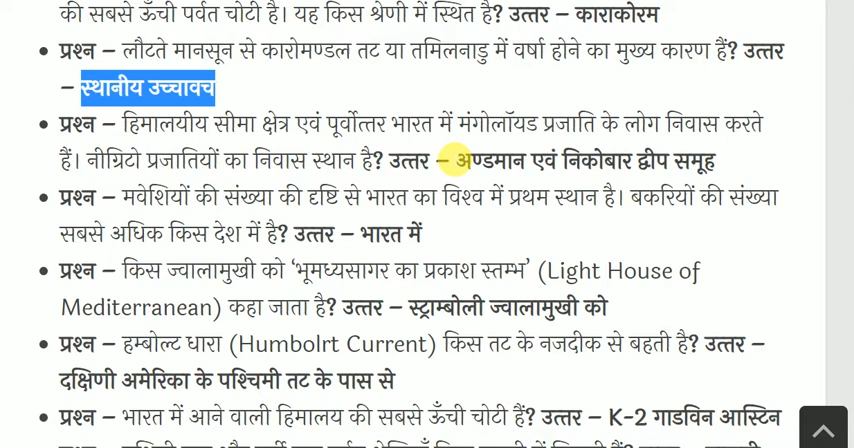 की सबसे ऊँची पर्वत चोटी है। यह किस श्रेणी में स्थित है? उत्तर – काराकोरम
प्रश्न – लौटते मानसून से कारोमण्डल तट या तमिलनाडु में वर्षा होने का मुख्य कारण हैं? उत्तर
– स्थानीय उच्चावच
प्रश्न – हिमालयीय सीमा क्षेत्र एवं पूर्वोत्तर भारत में मंगोलॉयड प्रजाति के लोग निवास करते
हैं। नीग्रिटो प्रजातियों का निवास स्थान है? उत्तर – अण्डमान एवं निकोबार द्वीप समूह
प्रश्न – मवेशियों की संख्या की दृष्टि से भारत का विश्व में प्रथम स्थान है। बकरियों की संख्या
सबसे अधिक किस देश में है? उत्तर – भारत में
प्रश्न – किस ज्वालामुखी को ‘भूमध्यसागर का प्रकाश स्तम्भ’ (Light House of
Mediterranean) कहा जाता है? उत्तर – स्ट्राम्बोली ज्वालामुखी को
प्रश्न – हम्बोल्ट धारा (Humbolrt Current) किस तट के नजदीक से बहती है? उत्तर –
दक्षिणी अमेरिका के पश्चिमी तट के पास से
प्रश्न – भारत में आने वाली हिमालय की सबसे ऊँची चोटी हैं? उत्तर – K-2 गाडविन आस्टिन